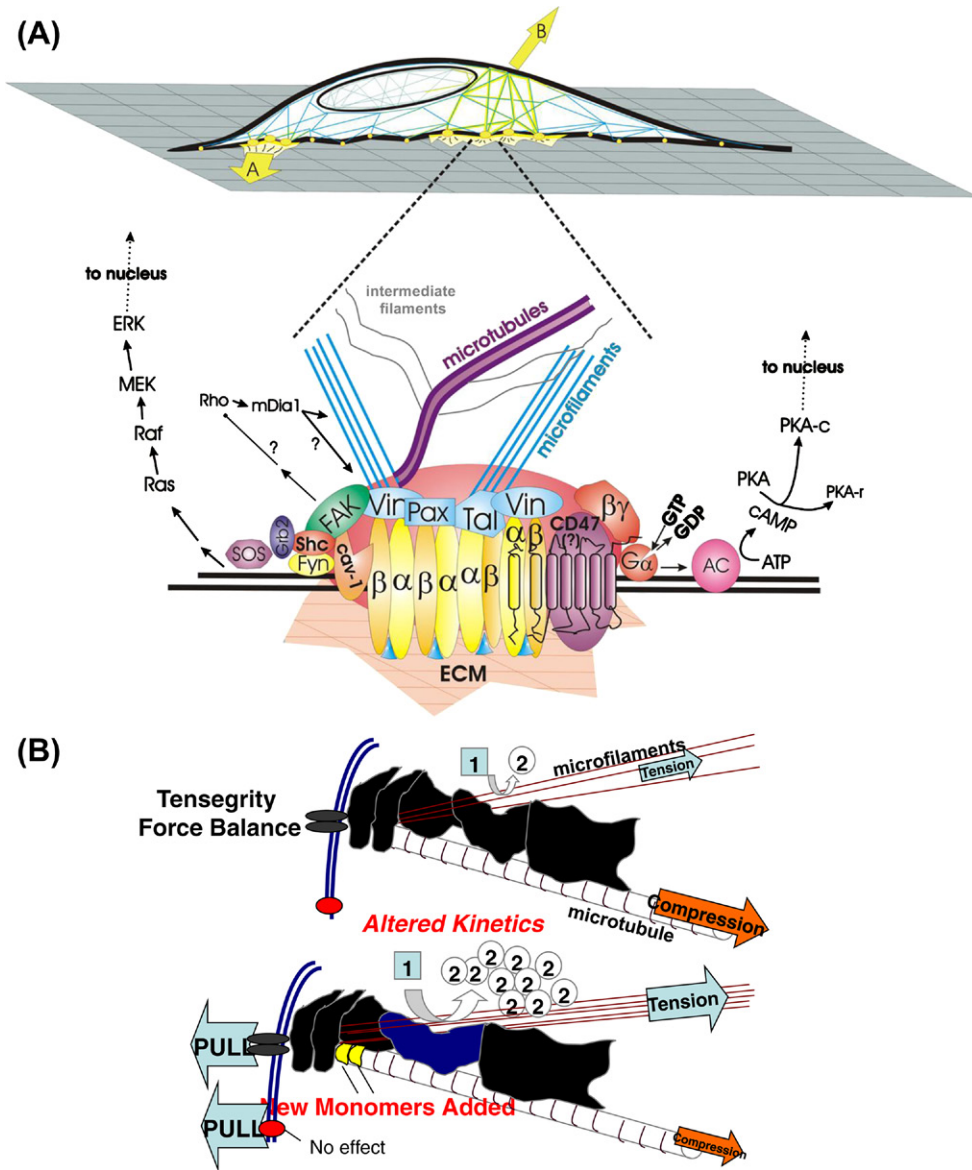 (A)
B
A
to nucleus
ERK
MEK
Raf
Ras
intermediate
filaments
microtubules
microfilaments
Rho
mDia1
?
?
to nucleus
PKA-c
PKA
PKA-r
CAMP
ATP
AC
GTP
GDP
Gα
βγ
CD47
(?)
FAK
Vin
Pax
Tal
Vin
SOS
Grb2
Shc
Fyn
cav-1
β
α
β
α
α
β
α
β
ECM
(B)
Tensegrity
Force Balance
1
2
microfilaments
Tension
Compression
microtubule
Altered Kinetics
1
2
2
2
2
2
2
2
2
2
2
Tension
PULL
PULL
New Monomers Added
No effect
Compression